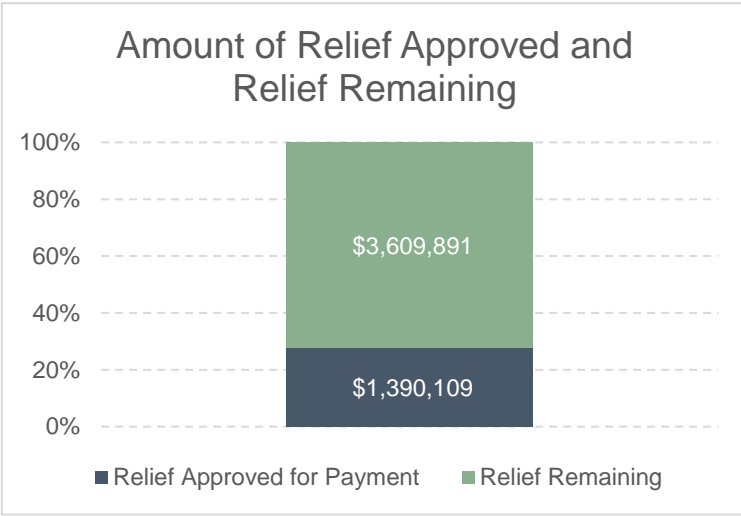 Amount of Relief Approved and
Relief Remaining
100%
80%
60%
40%
20%
0%
$3,609,891
$1,390,109
Relief Approved for Payment
Relief Remaining